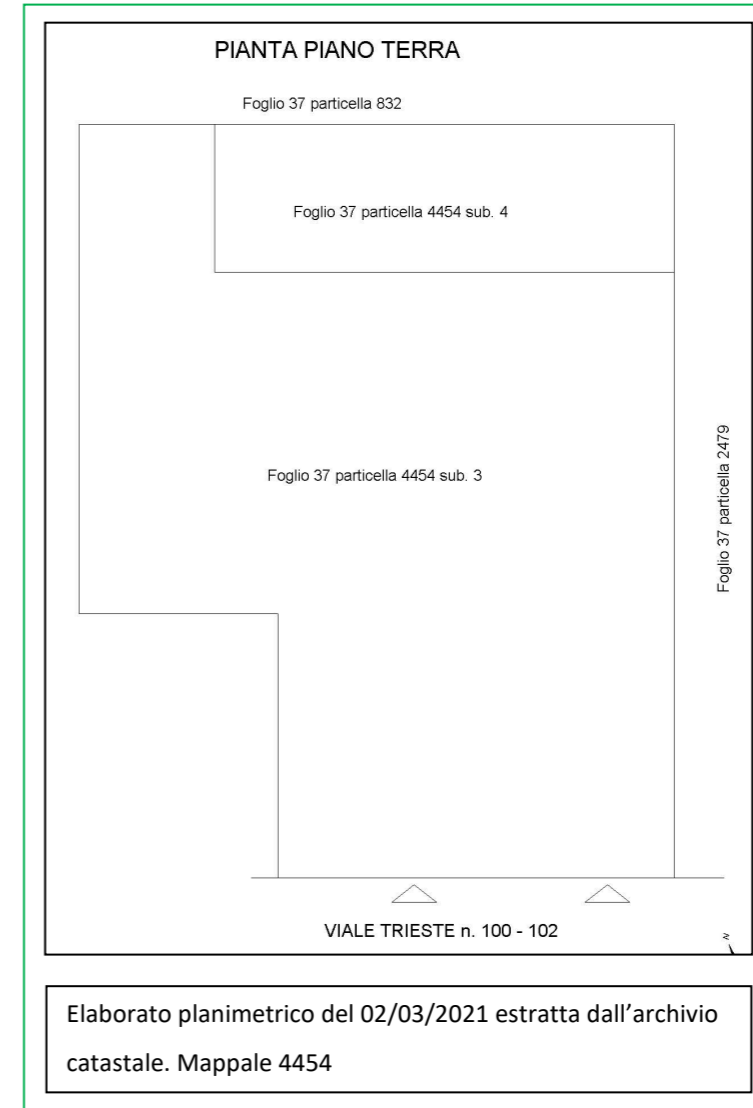 PIANTA PIANO TERRA
Foglio 37 particella 832
Foglio 37 particella 4454 sub. 4
Foglio 37 particella 4454 sub. 3
Foglio 37 particella 2479
VIALE TRIESTE n. 100 - 102
N
Elaborato planimetrico del 02/03/2021 estratta dall’archivio
catastale. Mappale 4454